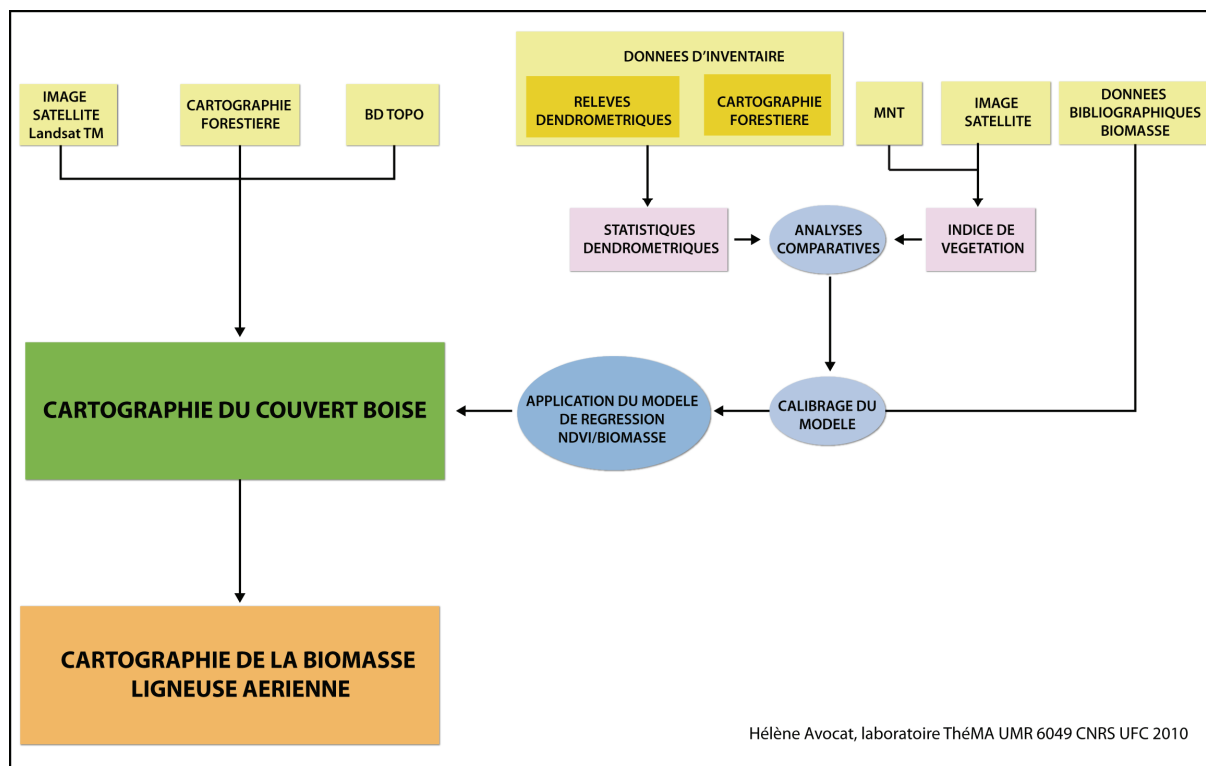 IMAGE
SATELLITE
Landsat TM
CARTOGRAPHIE
FORESTIERE
BD TOPO
DONNEES D'INVENTAIRE
RELEVES
DENDROMETRIQUES
CARTOGRAPHIE
FORESTIERE
MNT
IMAGE
SATELLITE
DONNEES
BIBLIOGRAPHIQUES
BIOMASSE
STATISTIQUES
DENDROMETRIQUES
ANALYSES
COMPARATIVES
INDICE DE
VEGETATION
CARTOGRAPHIE DU COUVERT BOISE
APPLICATION DU MODELE
DE REGRESSION
NDVI/BIOMASSE
CALIBRAGE DU
MODELE
CARTOGRAPHIE DE LA BIOMASSE
LIGNEUSE AERIENNE
Hélène Avocat, laboratoire ThéMA UMR 6049 CNRS UFC 2010